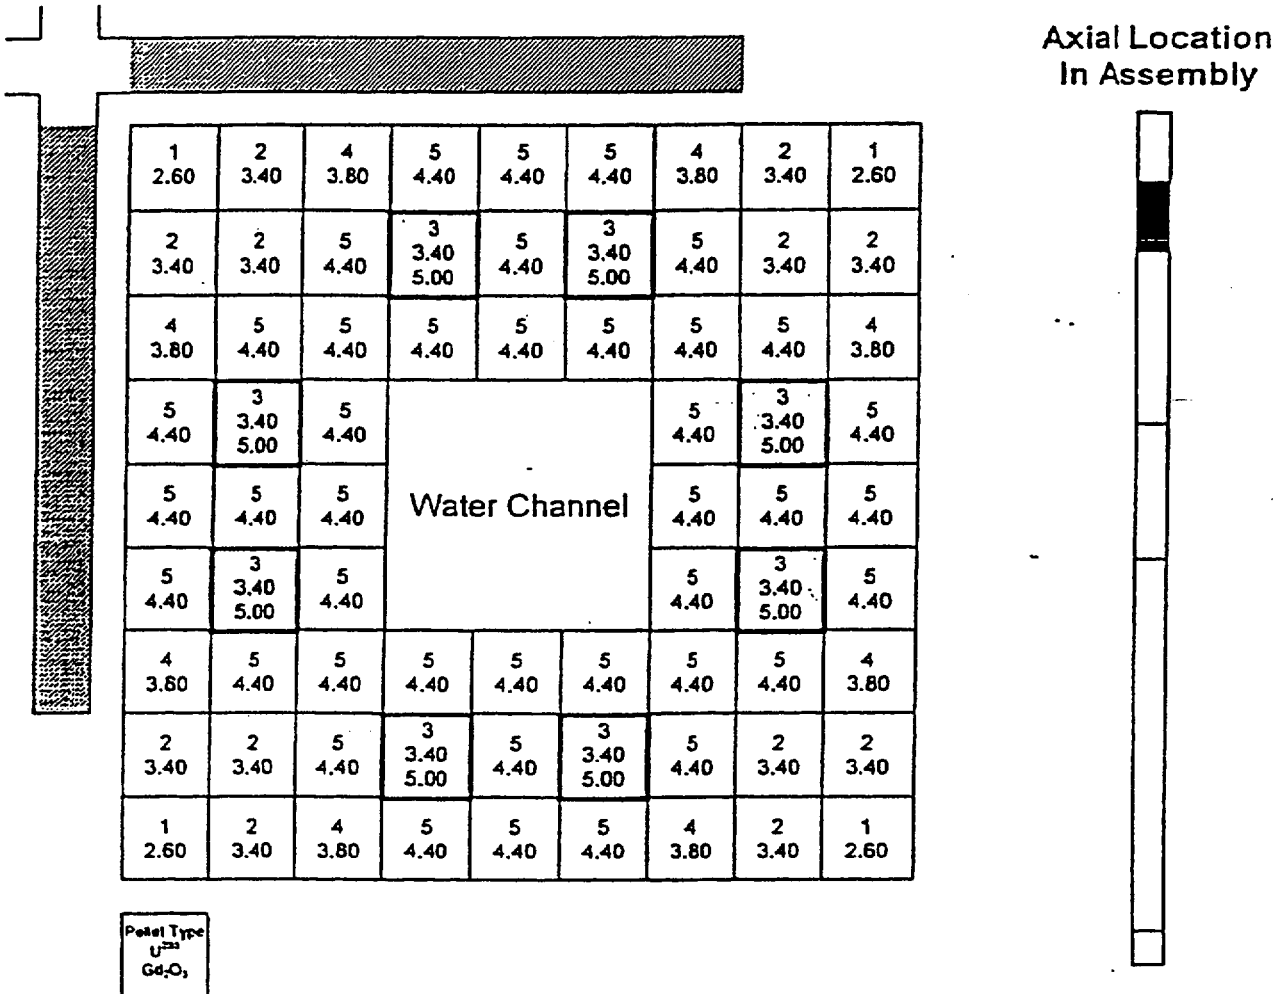 Axial Location
In Assembly
1 2 4 5 5 5 4 2 1
2.60 3.40 3.80 4.40 4.40 4.40 3.80 3.40 2.60
2 2 5 3 5 3 5 2 2
3.40 3.40 4.40 3.40 4.40 3.40 4.40 3.40 3.40
5.00 5.00
4 5 5 5 5 5 5 5 4
3.80 4.40 4.40 4.40 4.40 4.40 4.40 4.40 3.80
5 3 5 5 3 5
4.40 3.40 4.40 4.40 3.40 4.40
5.00 5.00
5 5 5 5 5 5
4.40 4.40 4.40 Water Channel 4.40 4.40 4.40
5 3 5 5 3 5
4.40 3.40 4.40 4.40 3.40 4.40
5.00 5.00
4 5 5 5 5 5 5 5 4
3.80 4.40 4.40 4.40 4.40 4.40 4.40 4.40 3.80
2 2 5 3 5 3 5 2 2
3.40 3.40 4.40 3.40 4.40 3.40 4.40 3.40 3.40
5.00 5.00
1 2 4 5 5 5 4 2 1
2.60 3.40 3.80 4.40 4.40 4.40 3.80 3.40 2.60
Pellet Type
U
Gd₂O₃